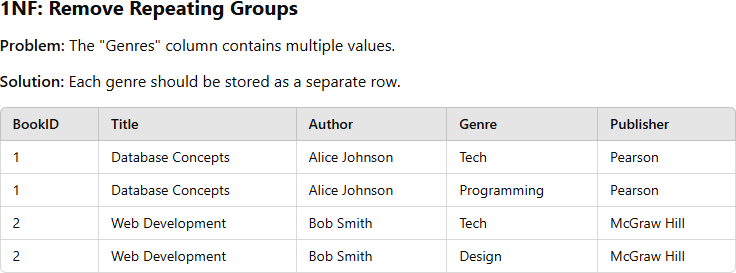 1NF: Remove Repeating Groups
Problem: The "Genres" column contains multiple values.
Solution: Each genre should be stored as a separate row.
BookID Title Author Genre Publisher
1 Database Concepts Alice Johnson Tech Pearson
1 Database Concepts Alice Johnson Programming Pearson
2 Web Development Bob Smith Tech McGraw Hill
2 Web Development Bob Smith Design McGraw Hill